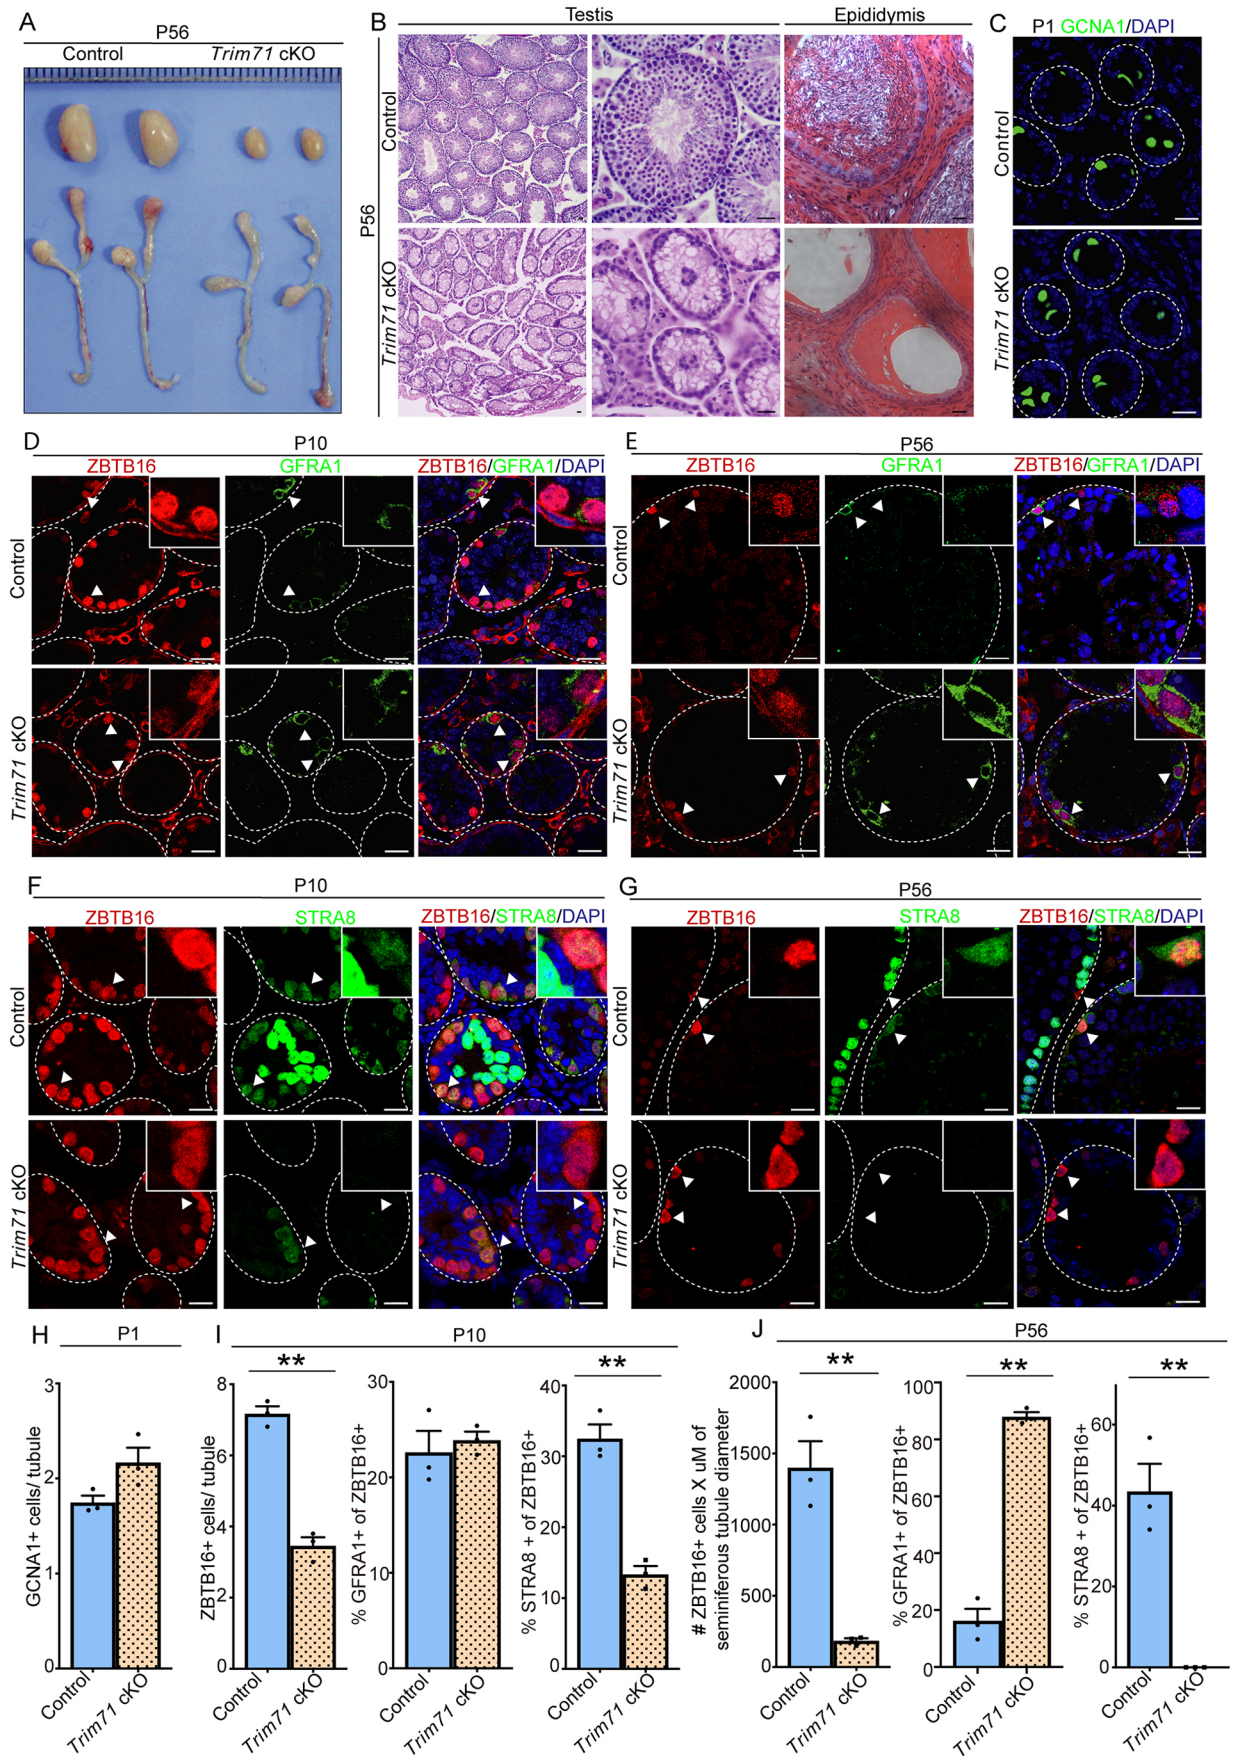 A
P56
Control
Trim71 cKO
B
Testis
Epididymis
P56
Control
Trim71 cKO
C
P1 GCNA1/DAPI
Control
Trim71 cKO
D
P10
ZBTB16
GFRA1
ZBTB16/GFRA1/DAPI
Control
Trim71 cKO
E
P56
ZBTB16
GFRA1
ZBTB16/GFRA1/DAPI
Control
Trim71 cKO
F
P10
ZBTB16
STRA8
ZBTB16/STRA8/DAPI
Control
Trim71 cKO
G
P56
ZBTB16
STRA8
ZBTB16/STRA8/DAPI
Control
Trim71 cKO
H
P1
GCNA1+ cells/ tubule
3
2
1
0
Control
Trim71 cKO
I
P10
**
ZBTB16+ cells/ tubule
8
6
4
2
0
Control
Trim71 cKO
% GFRA1+ of ZBTB16+
30
20
10
0
Control
Trim71 cKO
**
% STRA8 + of ZBTB16+
40
30
20
10
0
Control
Trim71 cKO
J
P56
**
# ZBTB16+ cells X uM of
seminiferous tubule diameter
2000
1500
1000
500
0
Control
Trim71 cKO
**
% GFRA1+ of ZBTB16+
100
80
60
40
20
0
Control
Trim71 cKO
**
% STRA8 + of ZBTB16+
60
40
20
0
Control
Trim71 cKO